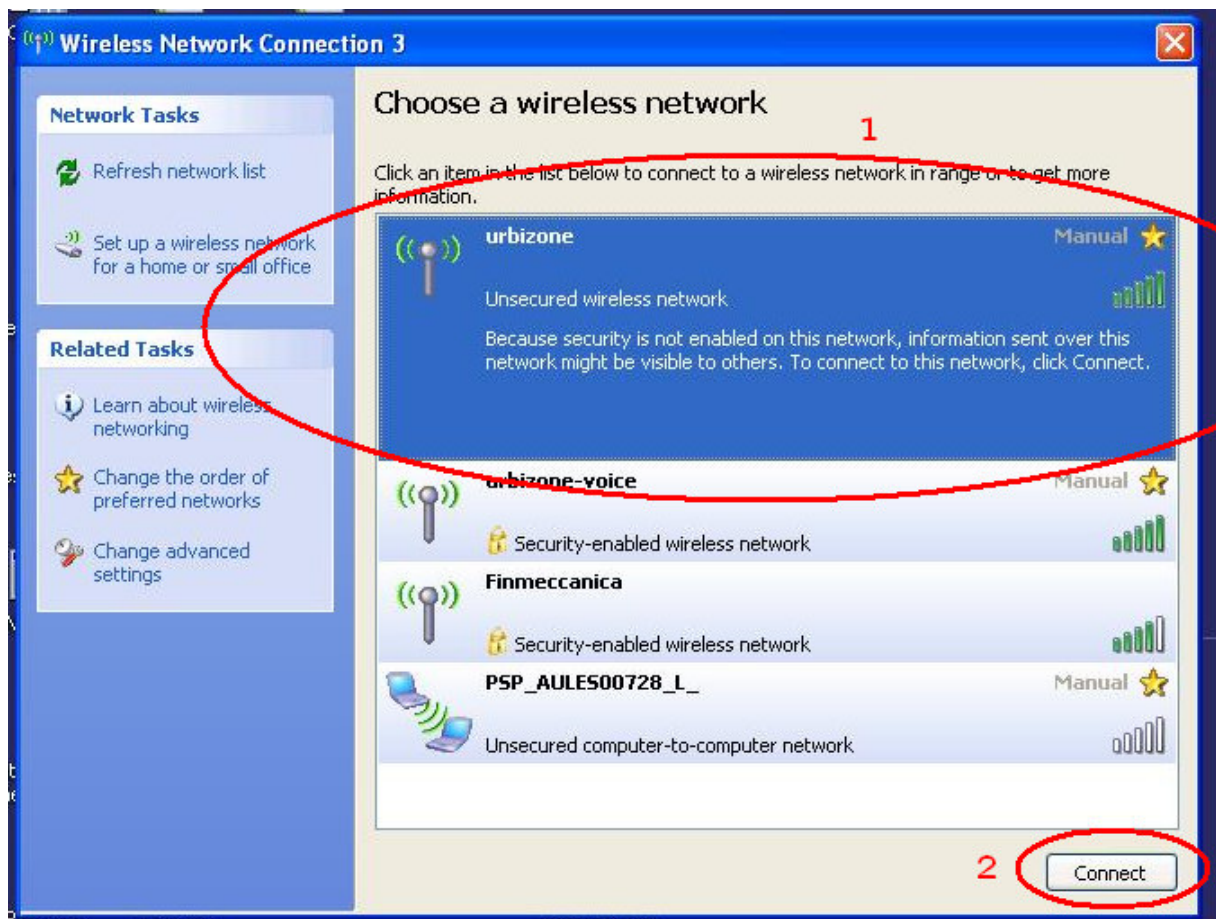 Wireless Network Connection 3
Network Tasks
Refresh network list
Set up a wireless network
for a home or small office
Related Tasks
Learn about wireless
networking
Change the order of
preferred networks
Change advanced
settings
Choose a wireless network
1
Click an item in the list below to connect to a wireless network in range or to get more
information.
urbizone
Manual
Unsecured wireless network
Because security is not enabled on this network, information sent over this
network might be visible to others. To connect to this network, click Connect.
urbizone-voice
Manual
Security-enabled wireless network
Finmeccanica
Security-enabled wireless network
PSP_AULES00728_L_
Manual
Unsecured computer-to-computer network
2
Connect